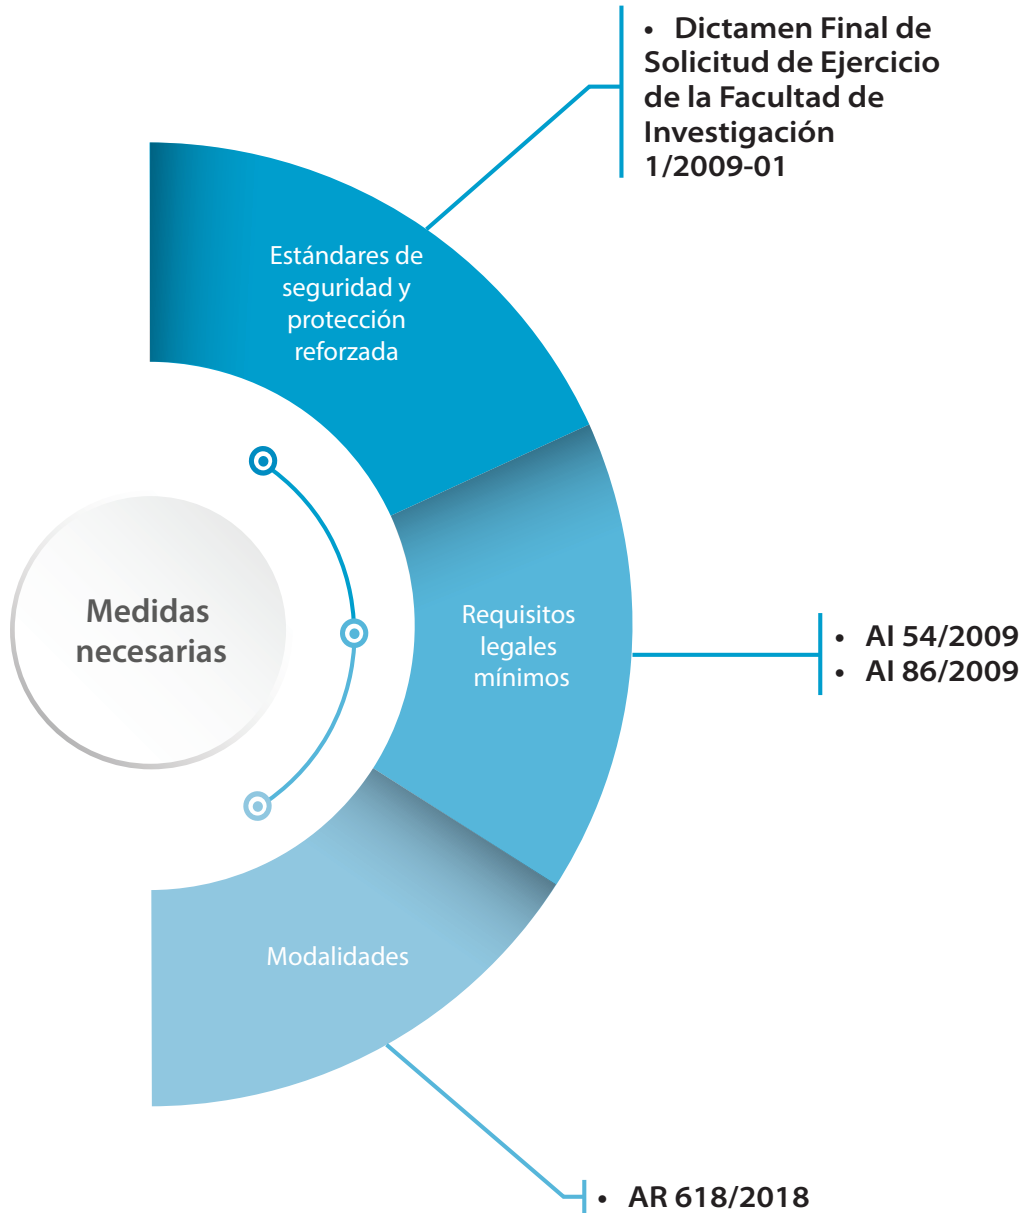 • Dictamen Final de
Solicitud de Ejercicio
de la Facultad de
Investigación
1/2009-01
Estándares de
seguridad y
protección
reforzada
Medidas
necesarias
Requisitos
legales
mínimos
• AI 54/2009
• AI 86/2009
Modalidades
• AR 618/2018